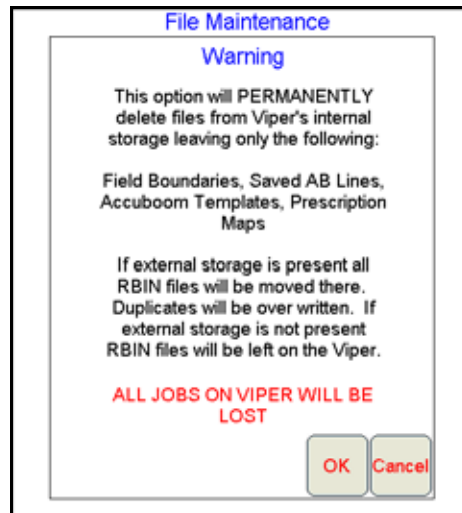 File Maintenance
Warning
This option will PERMANENTLY
delete files from Viper's internal
storage leaving only the following:
Field Boundaries, Saved AB Lines,
Accuboom Templates, Prescription
Maps
If external storage is present all
RBIN files will be moved there.
Duplicates will be over written. If
external storage is not present
RBIN files will be left on the Viper.
ALL JOBS ON VIPER WILL BE
LOST
OK Cancel